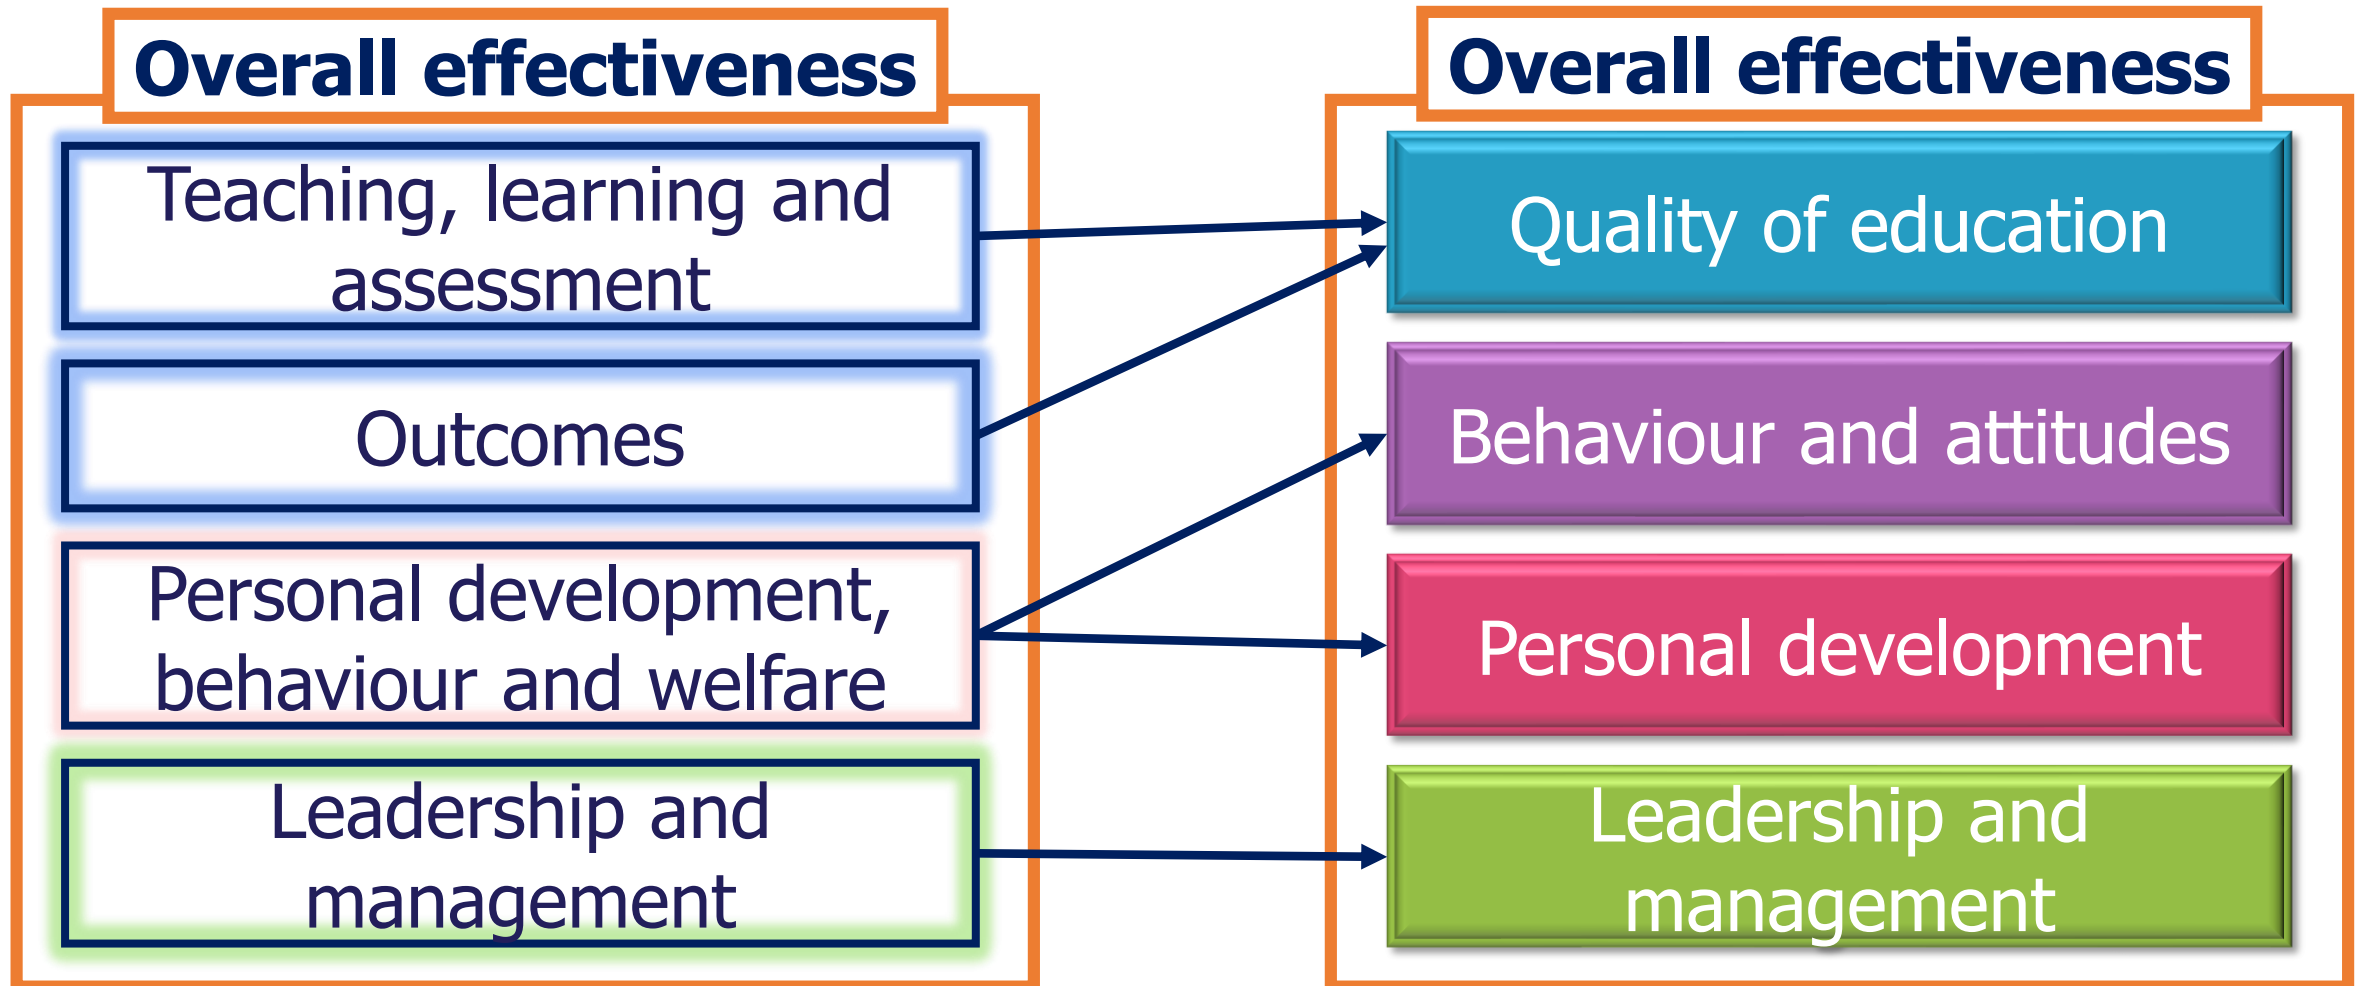 Overall effectiveness
Teaching, learning and
assessment
Outcomes
Personal development,
behaviour and welfare
Leadership and
management
Overall effectiveness
Quality of education
Behaviour and attitudes
Personal development
Leadership and
management